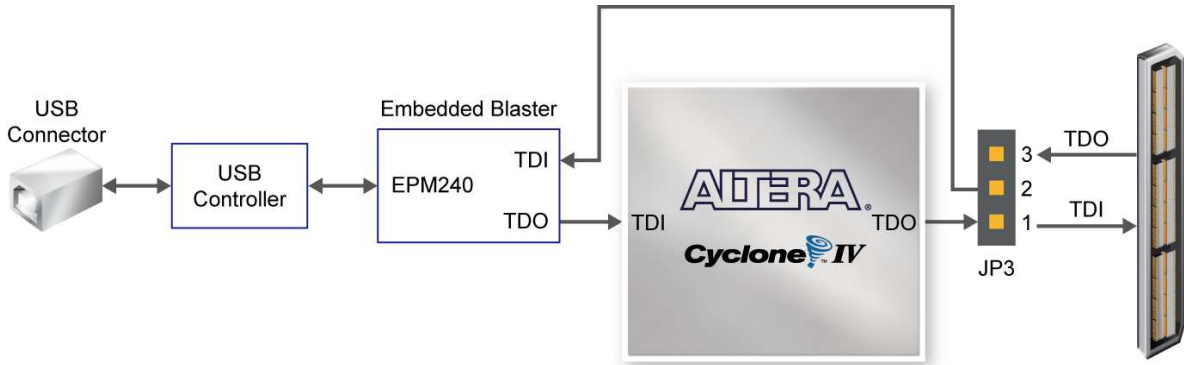 USB
Connector
USB
Controller
Embedded Blaster
TDI
EPM240
TDO
TDI
ALTERA.
Cyclone™ IV
TDO
3
2
1
JP3
TDO
TDI